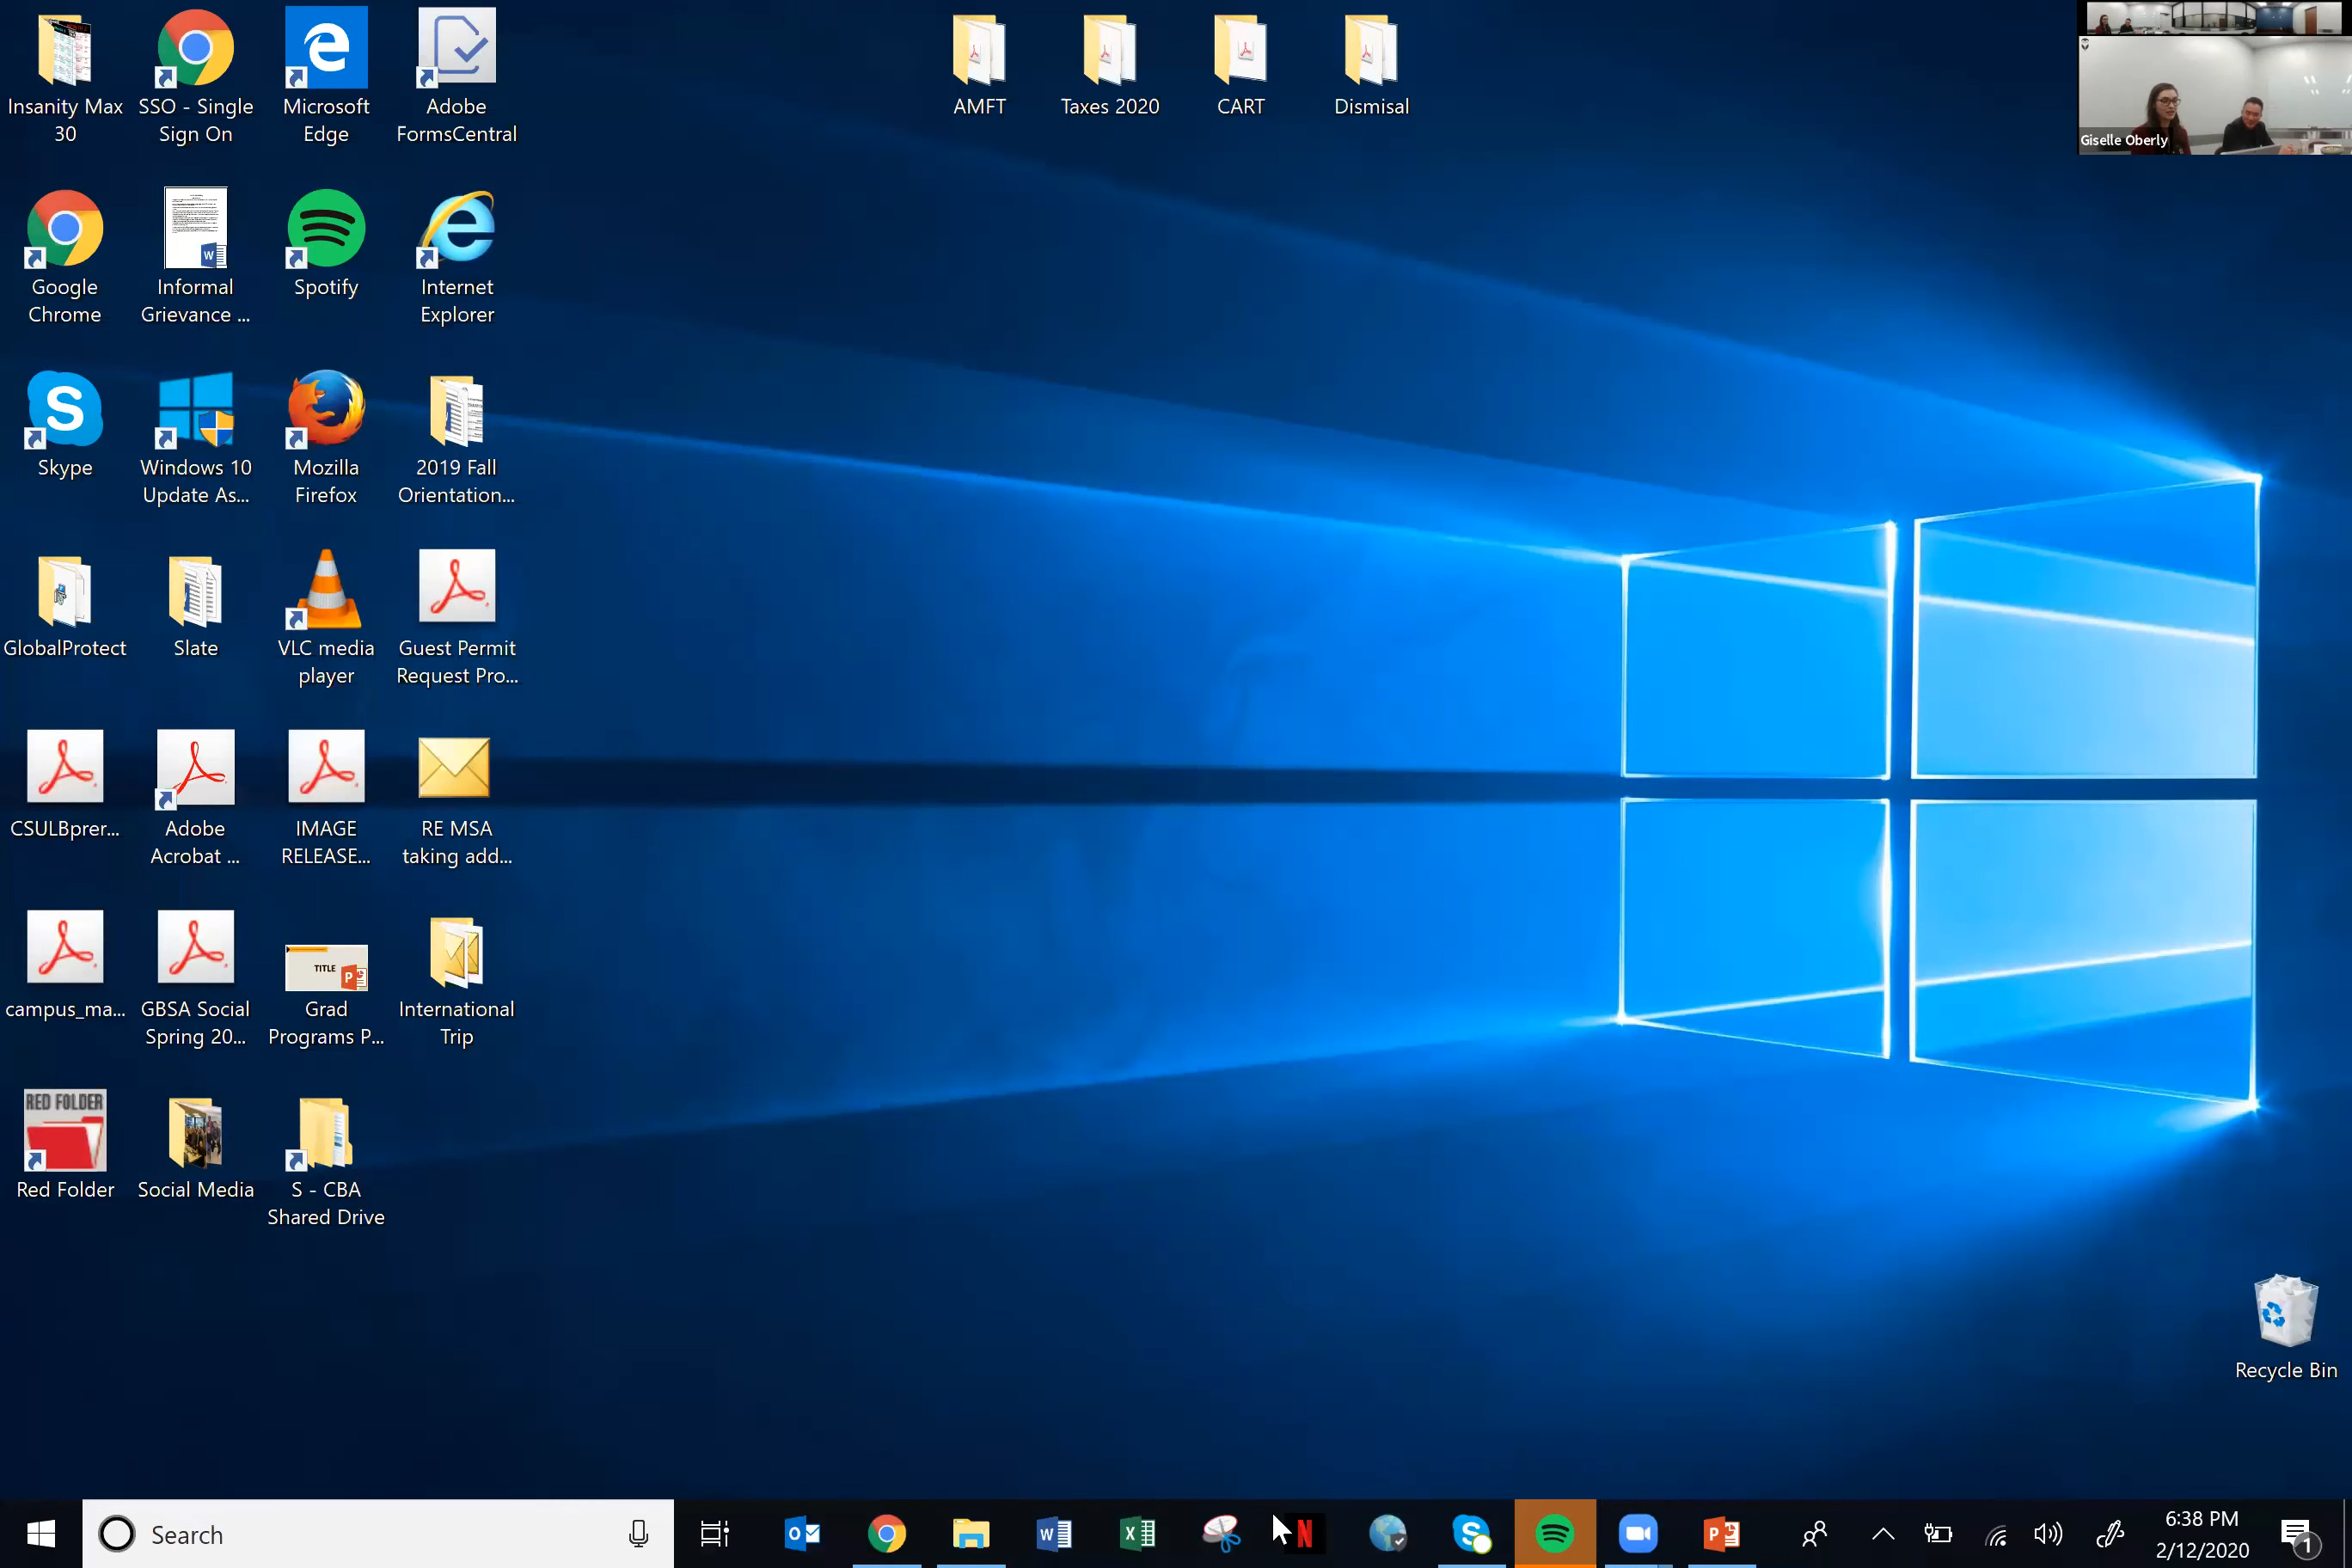 Insanity Max
30
SSO - Single
Sign On
Microsoft
Edge
Adobe
FormsCentral
AMFT
Taxes 2020
CART
Dismisal
Giselle Oberly
Google
Chrome
Informal
Grievance ...
Spotify
Internet
Explorer
Skype
Windows 10
Update As...
Mozilla
Firefox
2019 Fall
Orientation...
GlobalProtect
Slate
VLC media
player
Guest Permit
Request Pro...
CSULBprer...
Adobe
Acrobat ...
IMAGE
RELEASE...
RE MSA
taking add...
campus_ma...
GBSA Social
Spring 20...
TITLE
Grad
Programs P...
International
Trip
RED FOLDER
Red Folder
Social Media
S - CBA
Shared Drive
Recycle Bin
Search
6:38 PM
2/12/2020
1